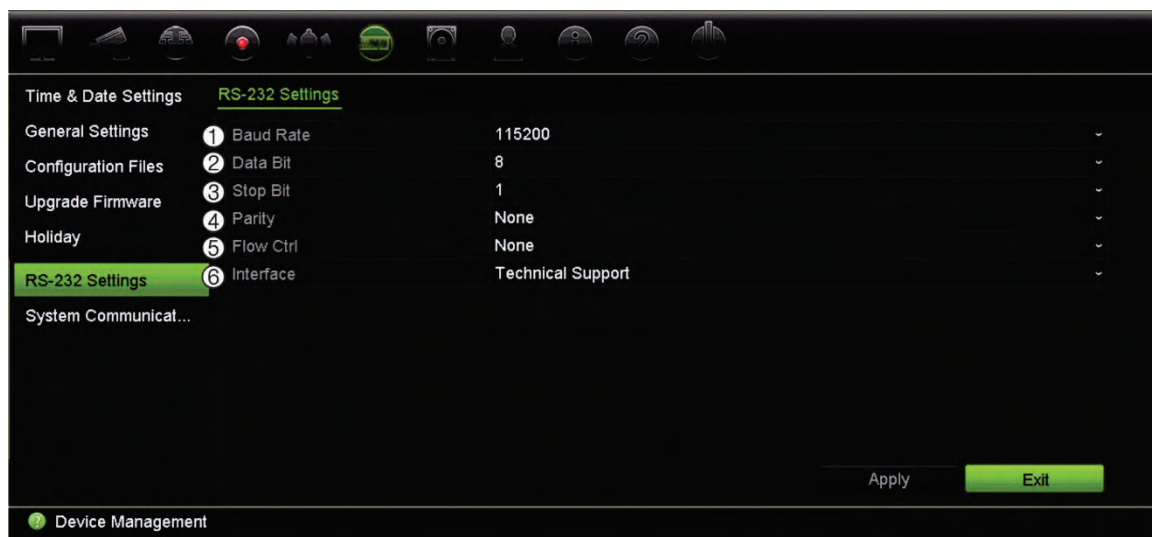 Time & Date Settings
RS-232 Settings
General Settings
① Baud Rate 115200
Configuration Files
② Data Bit 8
③ Stop Bit 1
Upgrade Firmware
④ Parity None
Holiday
⑤ Flow Ctrl None
RS-232 Settings
⑥ Interface Technical Support
System Communicat...
Apply
Exit
? Device Management